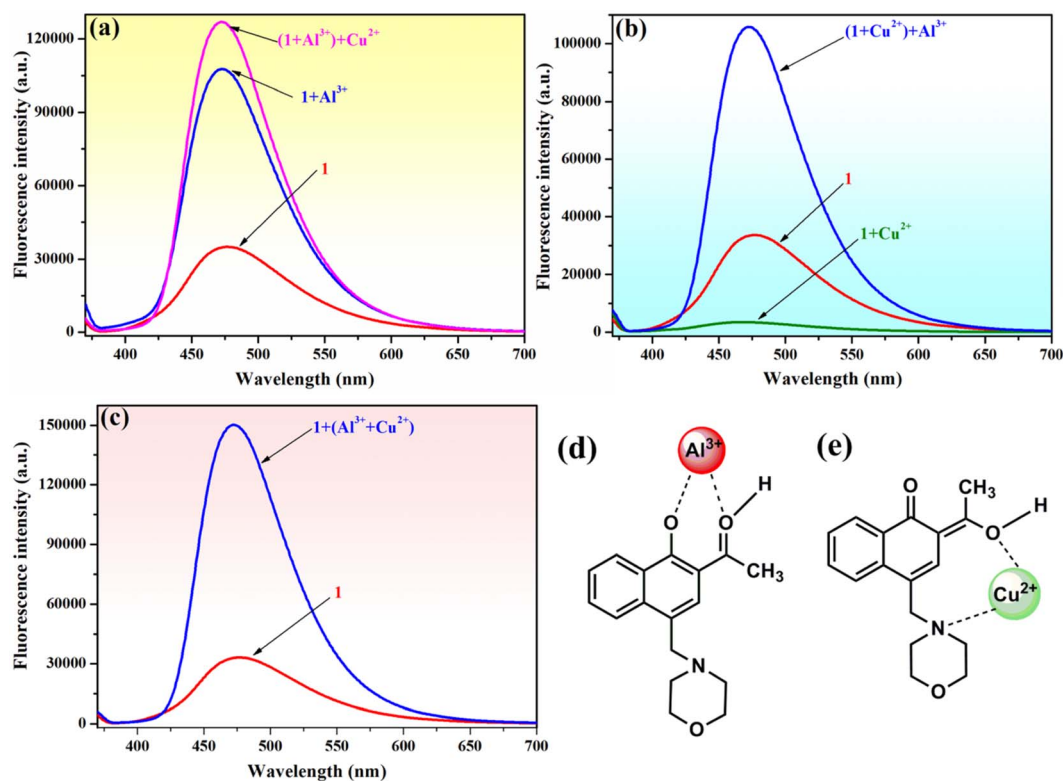 (a)
(1+Al³⁺)+Cu²⁺
1+Al³⁺
1
Fluorescence intensity (a.u.)
120000
90000
60000
30000
0
400 450 500 550 600 650 700
Wavelength (nm)
(b)
(1+Cu²⁺)+Al³⁺
1
1+Cu²⁺
Fluorescence intensity (a.u.)
100000
80000
60000
40000
20000
0
400 450 500 550 600 650 700
Wavelength (nm)
(c)
1+(Al³⁺+Cu²⁺)
1
Fluorescence intensity (a.u.)
150000
120000
90000
60000
30000
0
400 450 500 550 600 650 700
Wavelength (nm)
(d)
Al³⁺
H
O
O
CH₃
N
O
(e)
O
CH₃
H
O
Cu²⁺
N
O